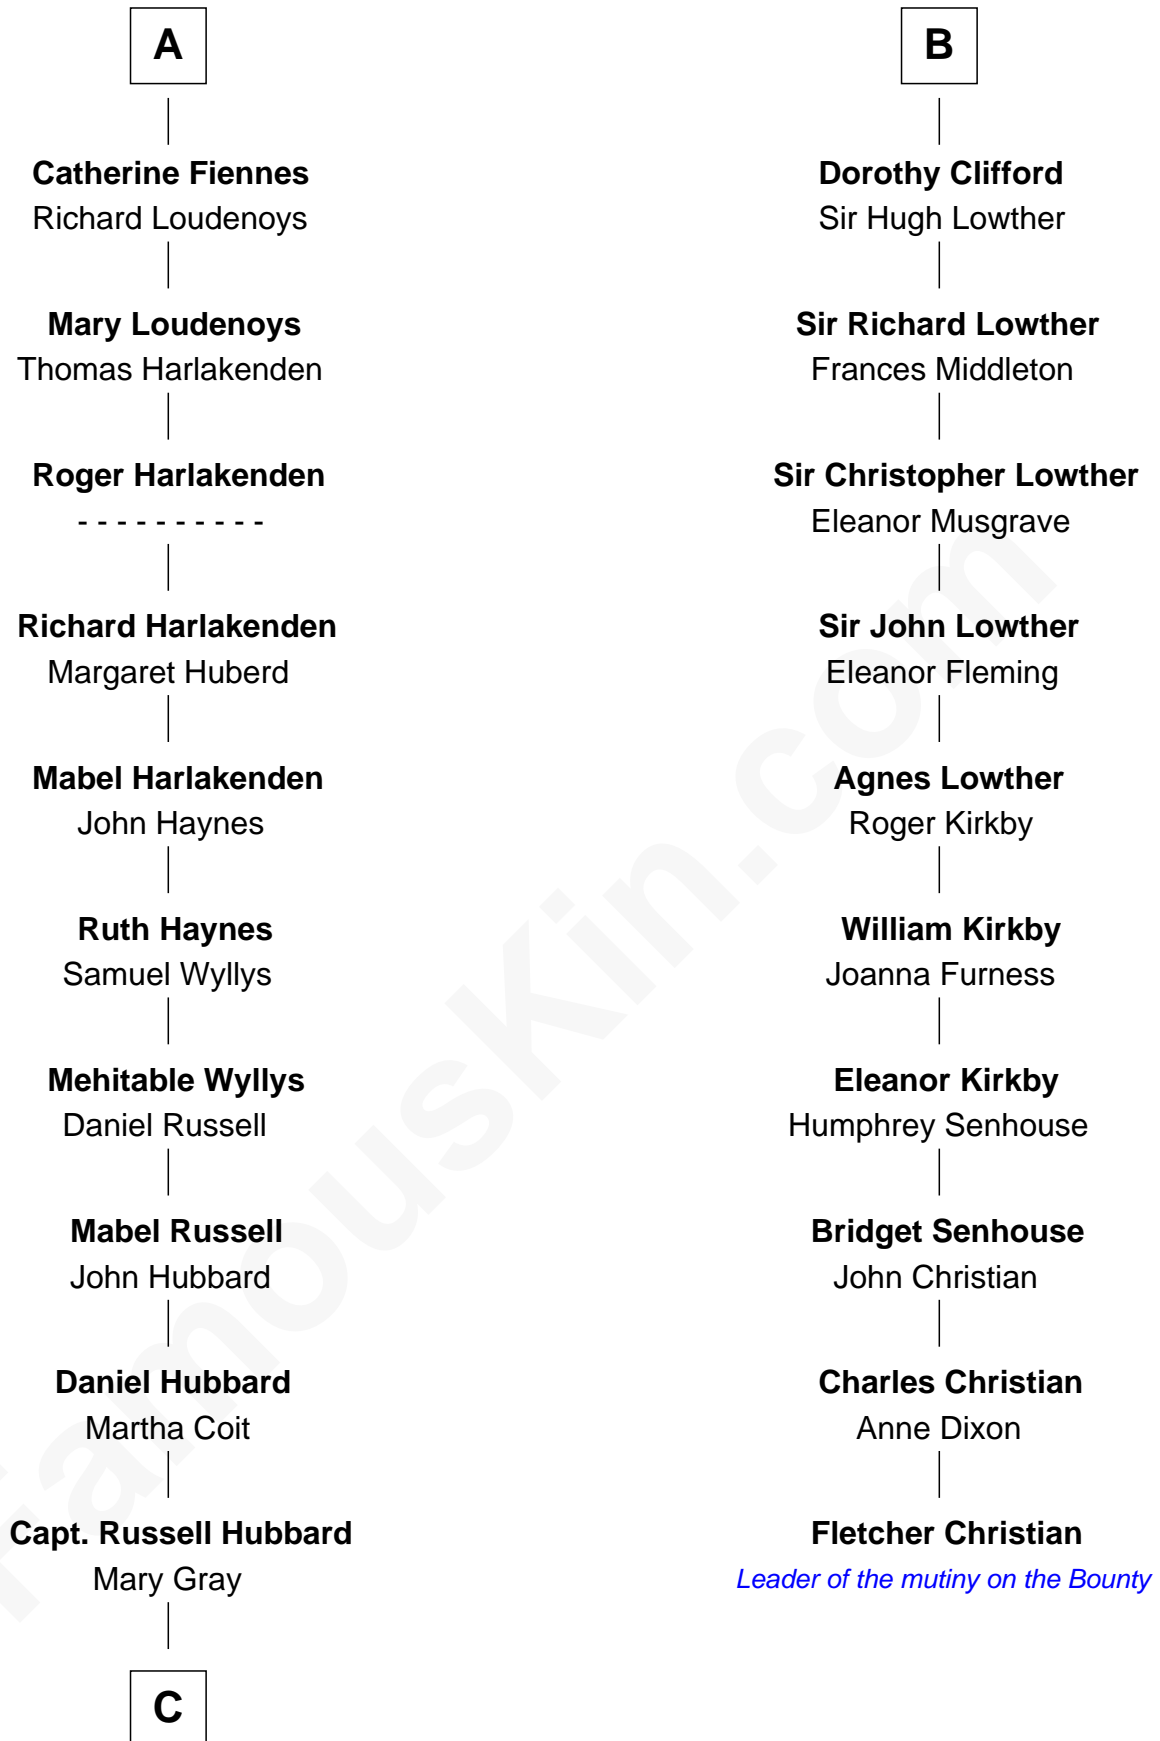 A
Catherine Fiennes
Richard Loudenoys
Mary Loudenoys
Thomas Harlakenden
Roger Harlakenden
- - - - - - - - - -
Richard Harlakenden
Margaret Huberd
Mabel Harlakenden
John Haynes
Ruth Haynes
Samuel Wyllys
Mehitable Wyllys
Daniel Russell
Mabel Russell
John Hubbard
Daniel Hubbard
Martha Coit
Capt. Russell Hubbard
Mary Gray
C
B
Dorothy Clifford
Sir Hugh Lowther
Sir Richard Lowther
Frances Middleton
Sir Christopher Lowther
Eleanor Musgrave
Sir John Lowther
Eleanor Fleming
Agnes Lowther
Roger Kirkby
William Kirkby
Joanna Furness
Eleanor Kirkby
Humphrey Senhouse
Bridget Senhouse
John Christian
Charles Christian
Anne Dixon
Fletcher Christian
Leader of the mutiny on the Bounty
FamousKin.com